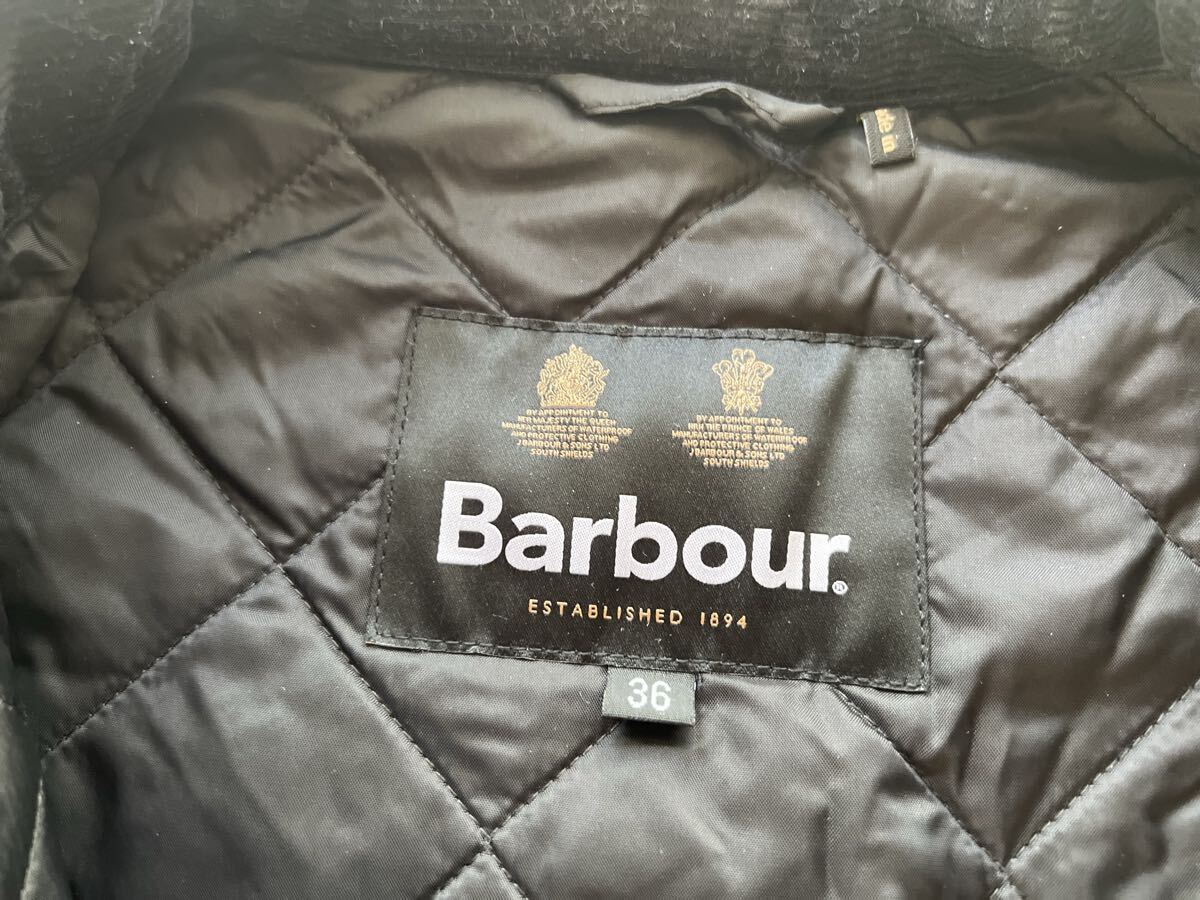 Made in
BY APPOINTMENT TO
HER MAJESTY THE QUEEN
MANUFACTURERS OF WATERPROOF
AND PROTECTIVE CLOTHING
J BARBOUR & SONS LTD
SOUTH SHIELDS
BY APPOINTMENT TO
HRH THE PRINCE OF WALES
MANUFACTURERS OF WATERPROOF
AND PROTECTIVE CLOTHING
J BARBOUR & SONS LTD
SOUTH SHIELDS
Barbour®
ESTABLISHED 1894
36